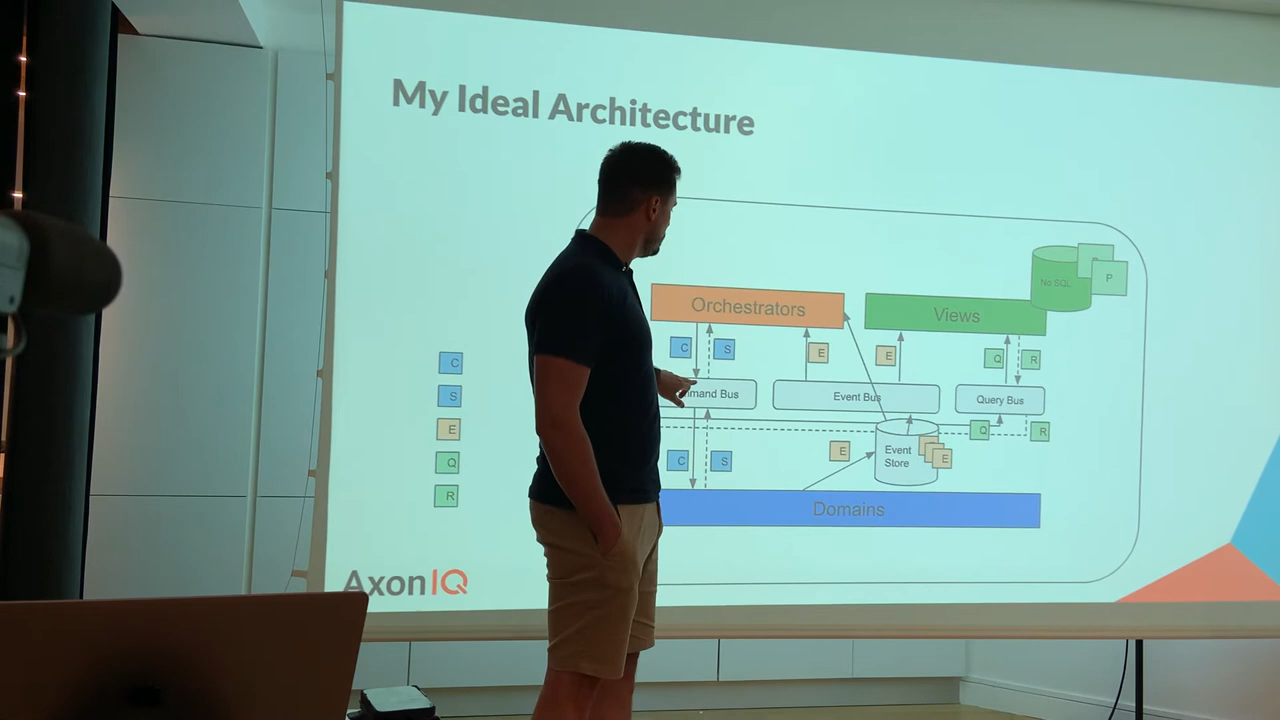 My Ideal Architecture
No SQL
P
Orchestrators
Views
C
S
E
E
Q
R
C
S
E
Q
R
mand Bus
Event Bus
Query Bus
Q
R
C
S
E
Event
Store
E
Domains
AxonIQ